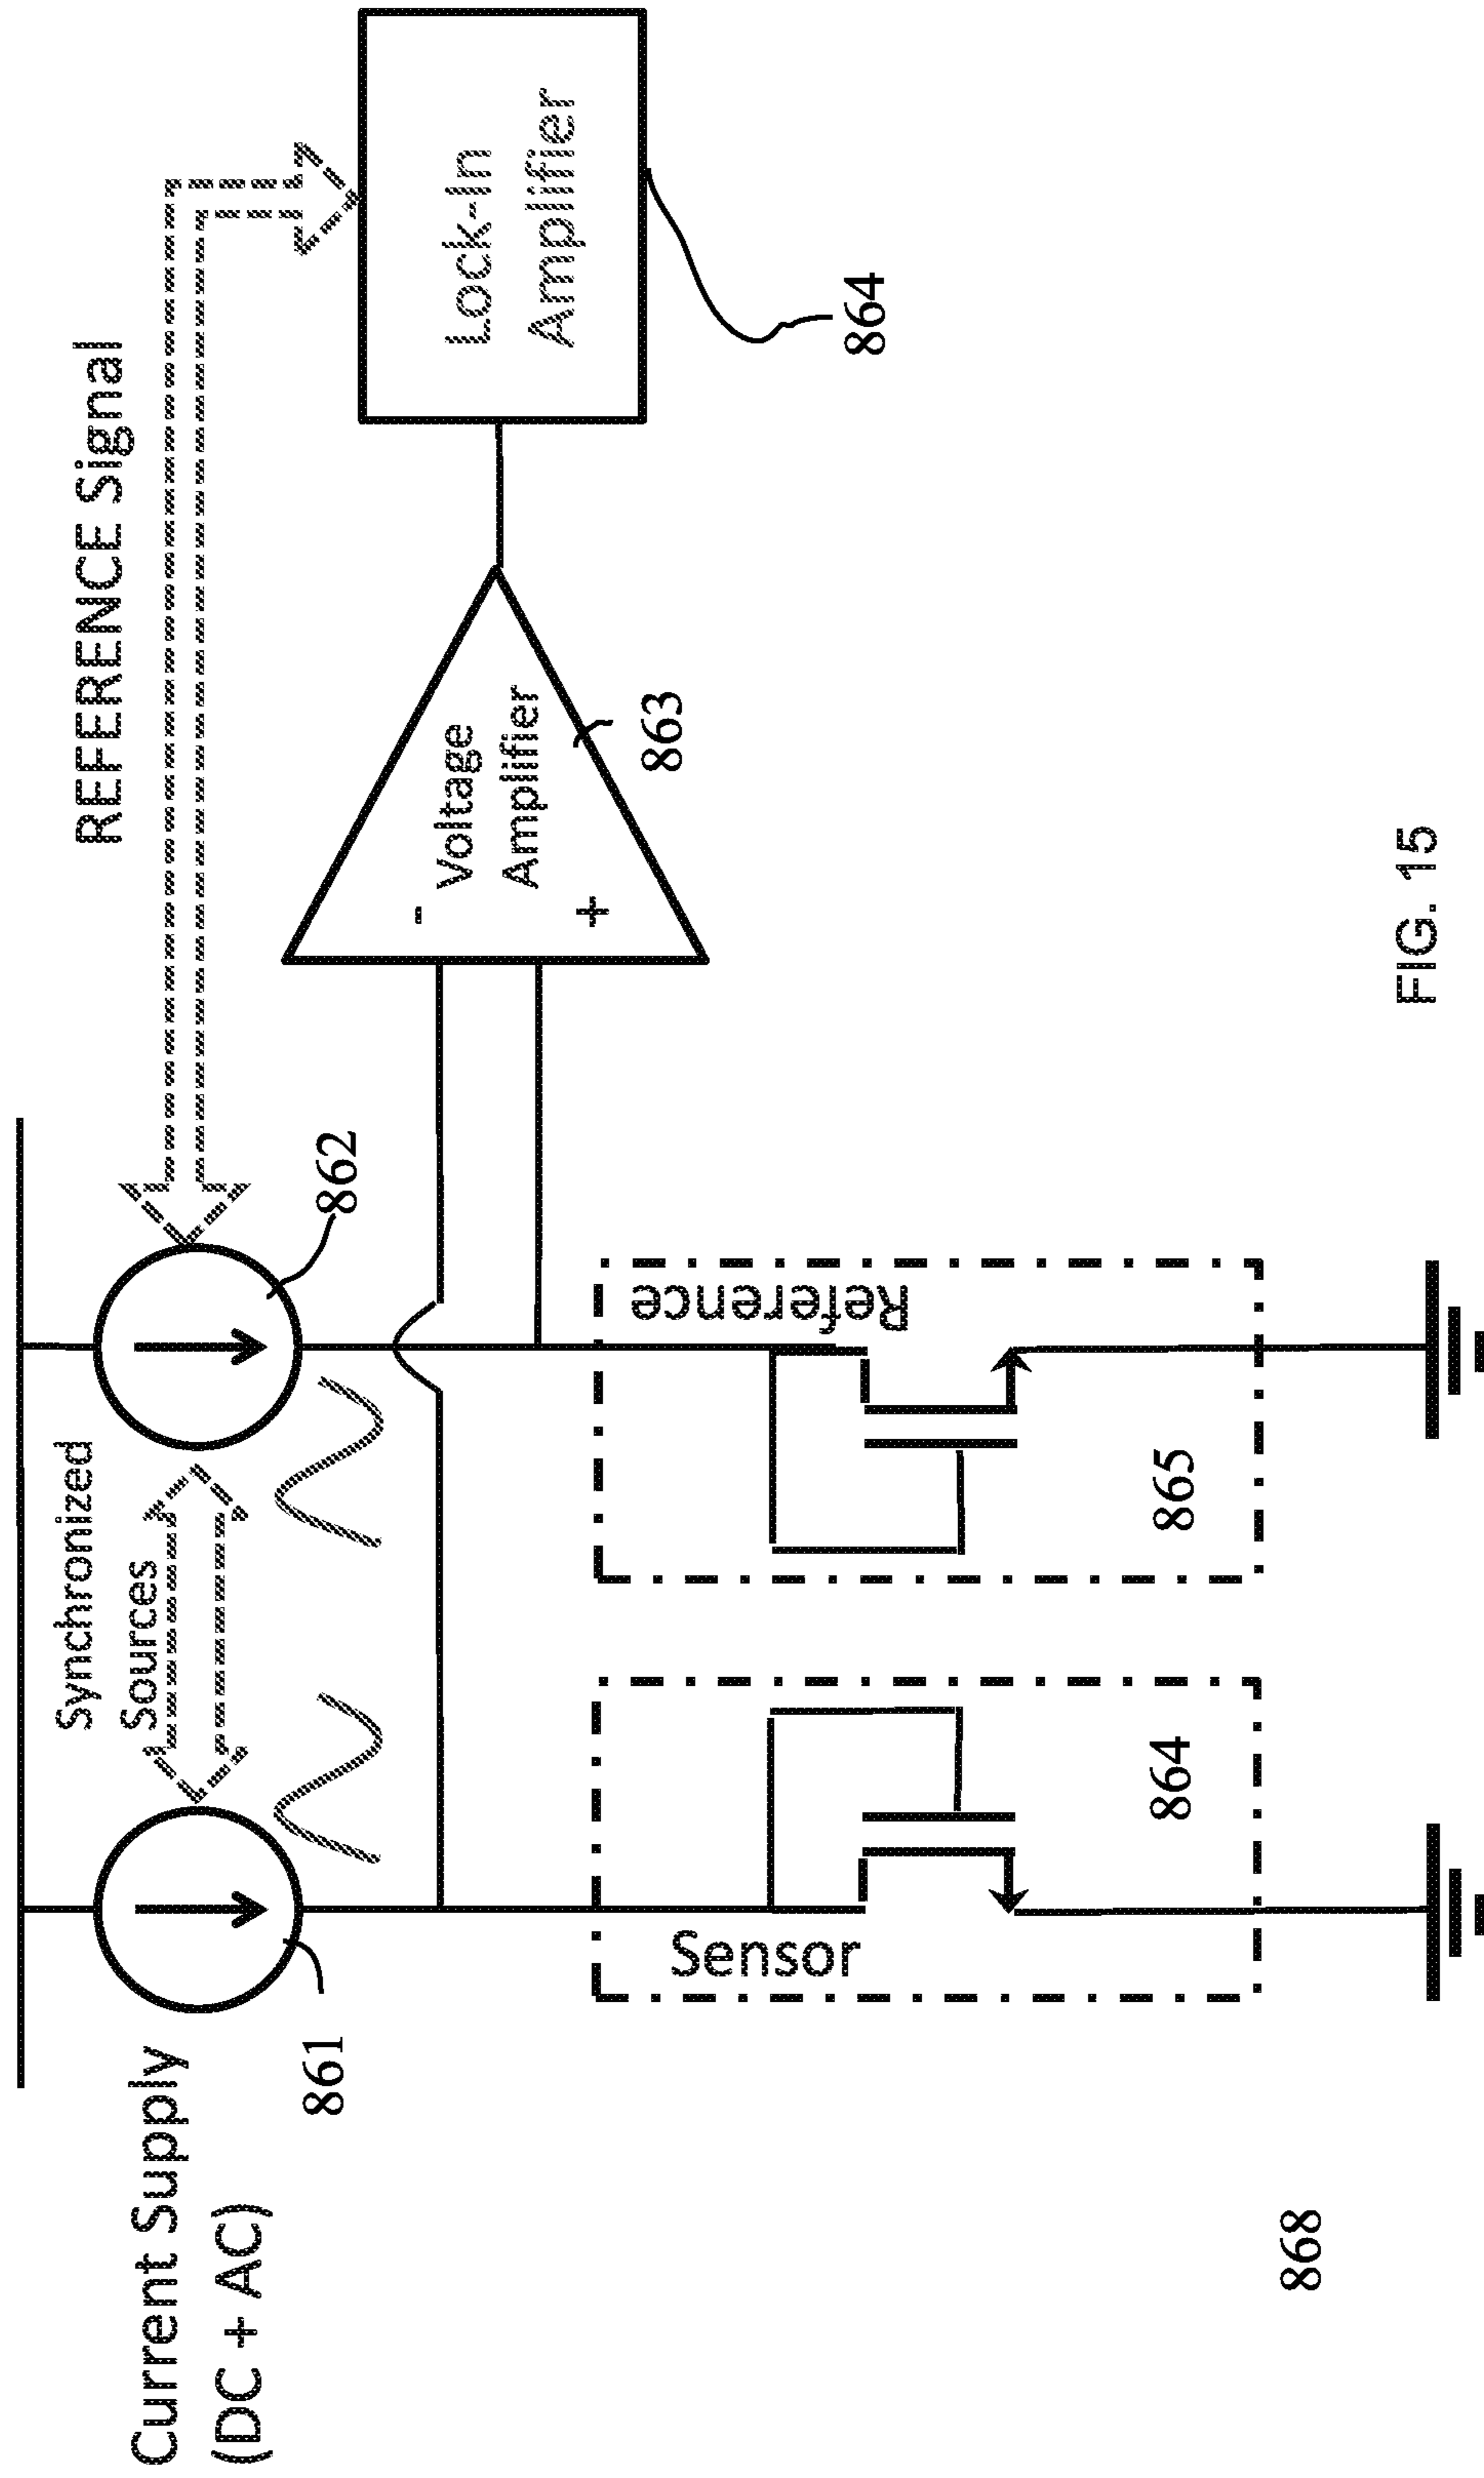 Current Supply
(DC + AC)
861
Synchronized
Sources
862
REFERENCE Signal
Voltage
Amplifier
-
+
863
Lock-In
Amplifier
864
Sensor
864
Reference
865
868
FIG. 15